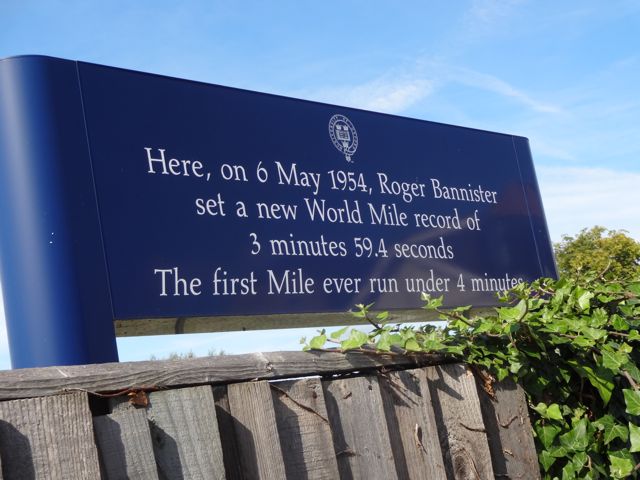 Here, on 6 May 1954, Roger Bannister
set a new World Mile record of
3 minutes 59.4 seconds
The first Mile ever run under 4 minutes